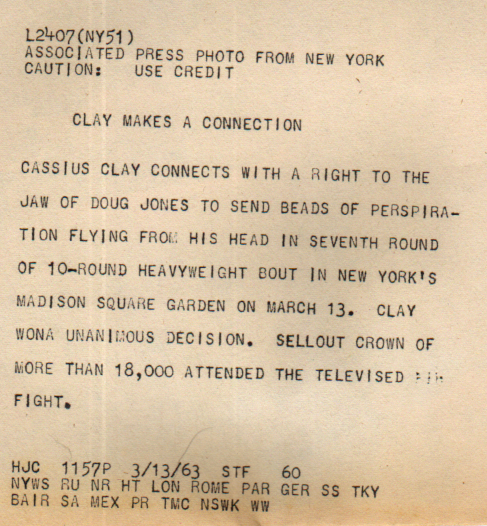 L2407(NY51)
ASSOCIATED PRESS PHOTO FROM NEW YORK
CAUTION: USE CREDIT
CLAY MAKES A CONNECTION
CASSIUS CLAY CONNECTS WITH A RIGHT TO THE
JAW OF DOUG JONES TO SEND BEADS OF PERSPIRA-
TION FLYING FROM HIS HEAD IN SEVENTH ROUND
OF 10-ROUND HEAVYWEIGHT BOUT IN NEW YORK'S
MADISON SQUARE GARDEN ON MARCH 13. CLAY
WONA UNANIMOUS DECISION. SELLOUT CROWN OF
MORE THAN 18,000 ATTENDED THE TELEVISED
FIGHT.
HJC 1157P 3/13/63 STF 60
NYWS RU NR HT LON ROME PAR GER SS TKY
BAIR SA MEX PR TMC NSWK WW